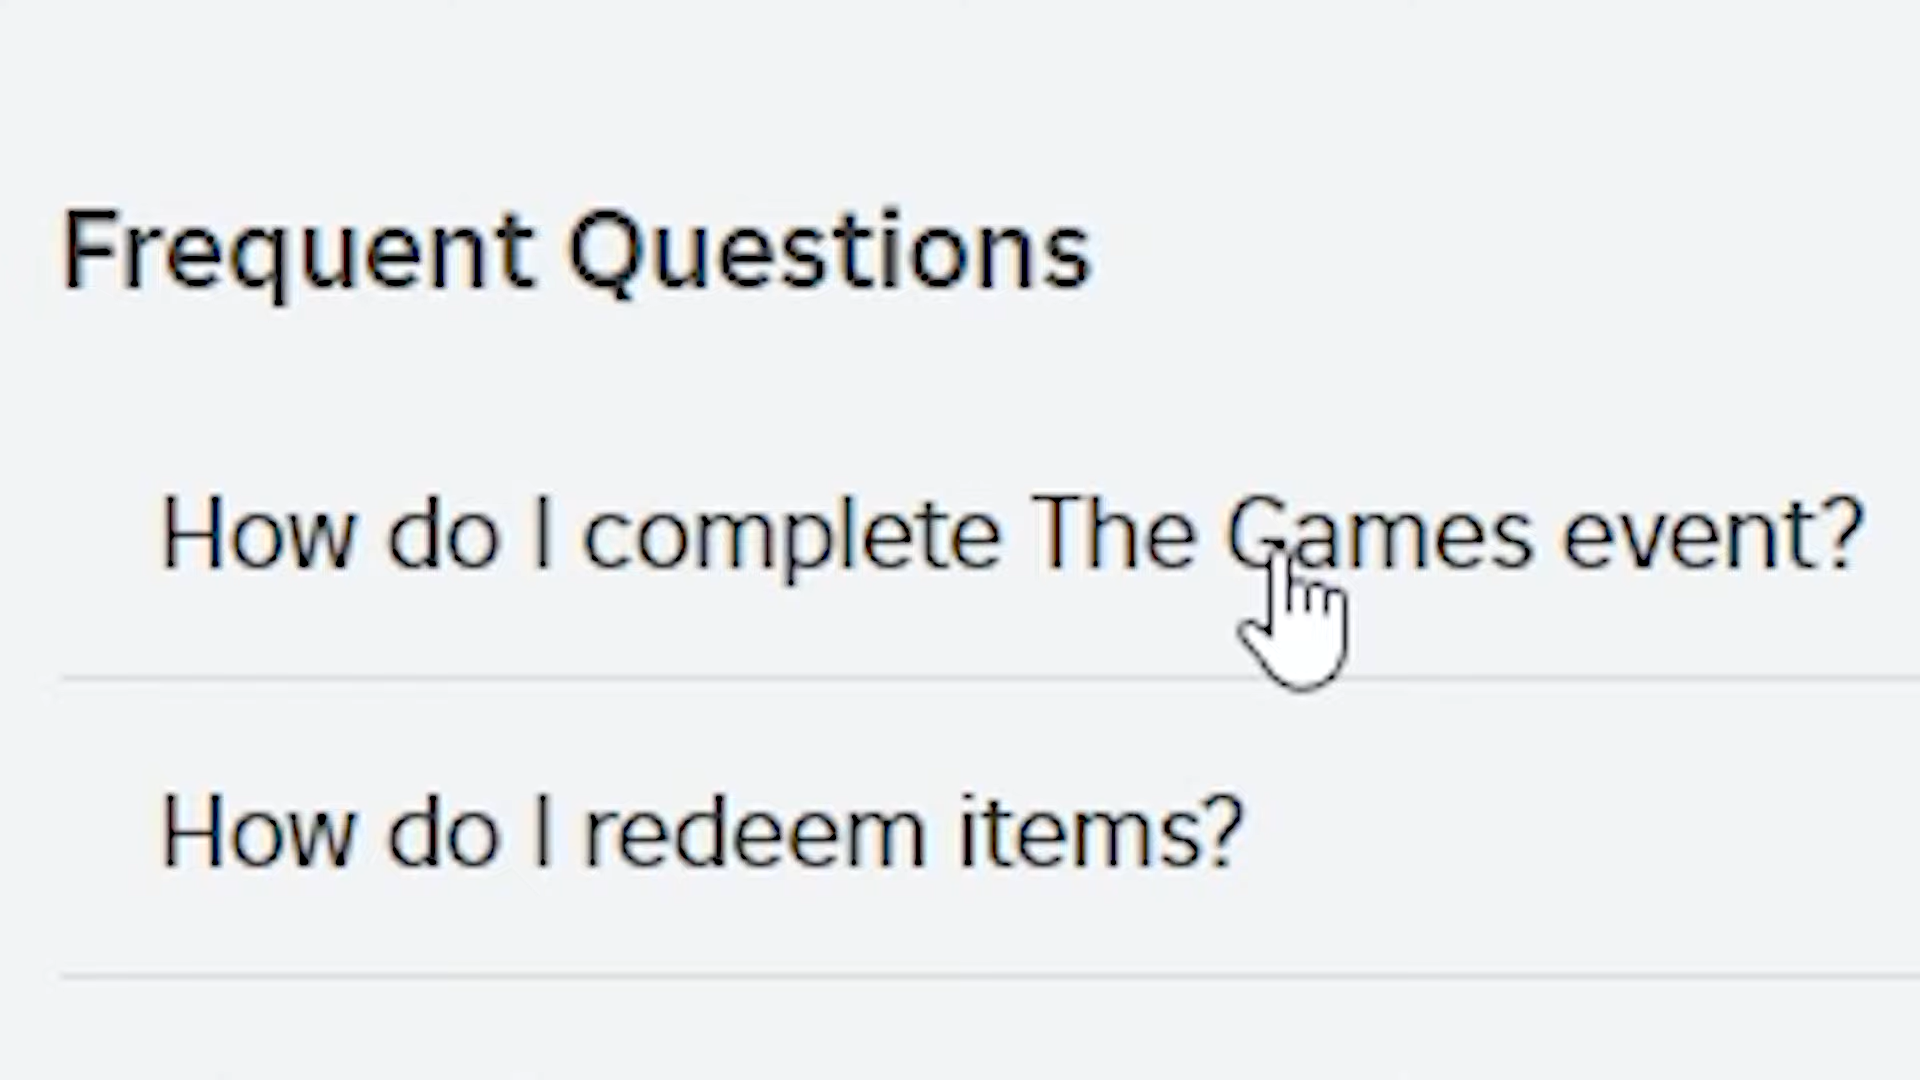 Frequent Questions
How do I complete The Games event?
How do I redeem items?